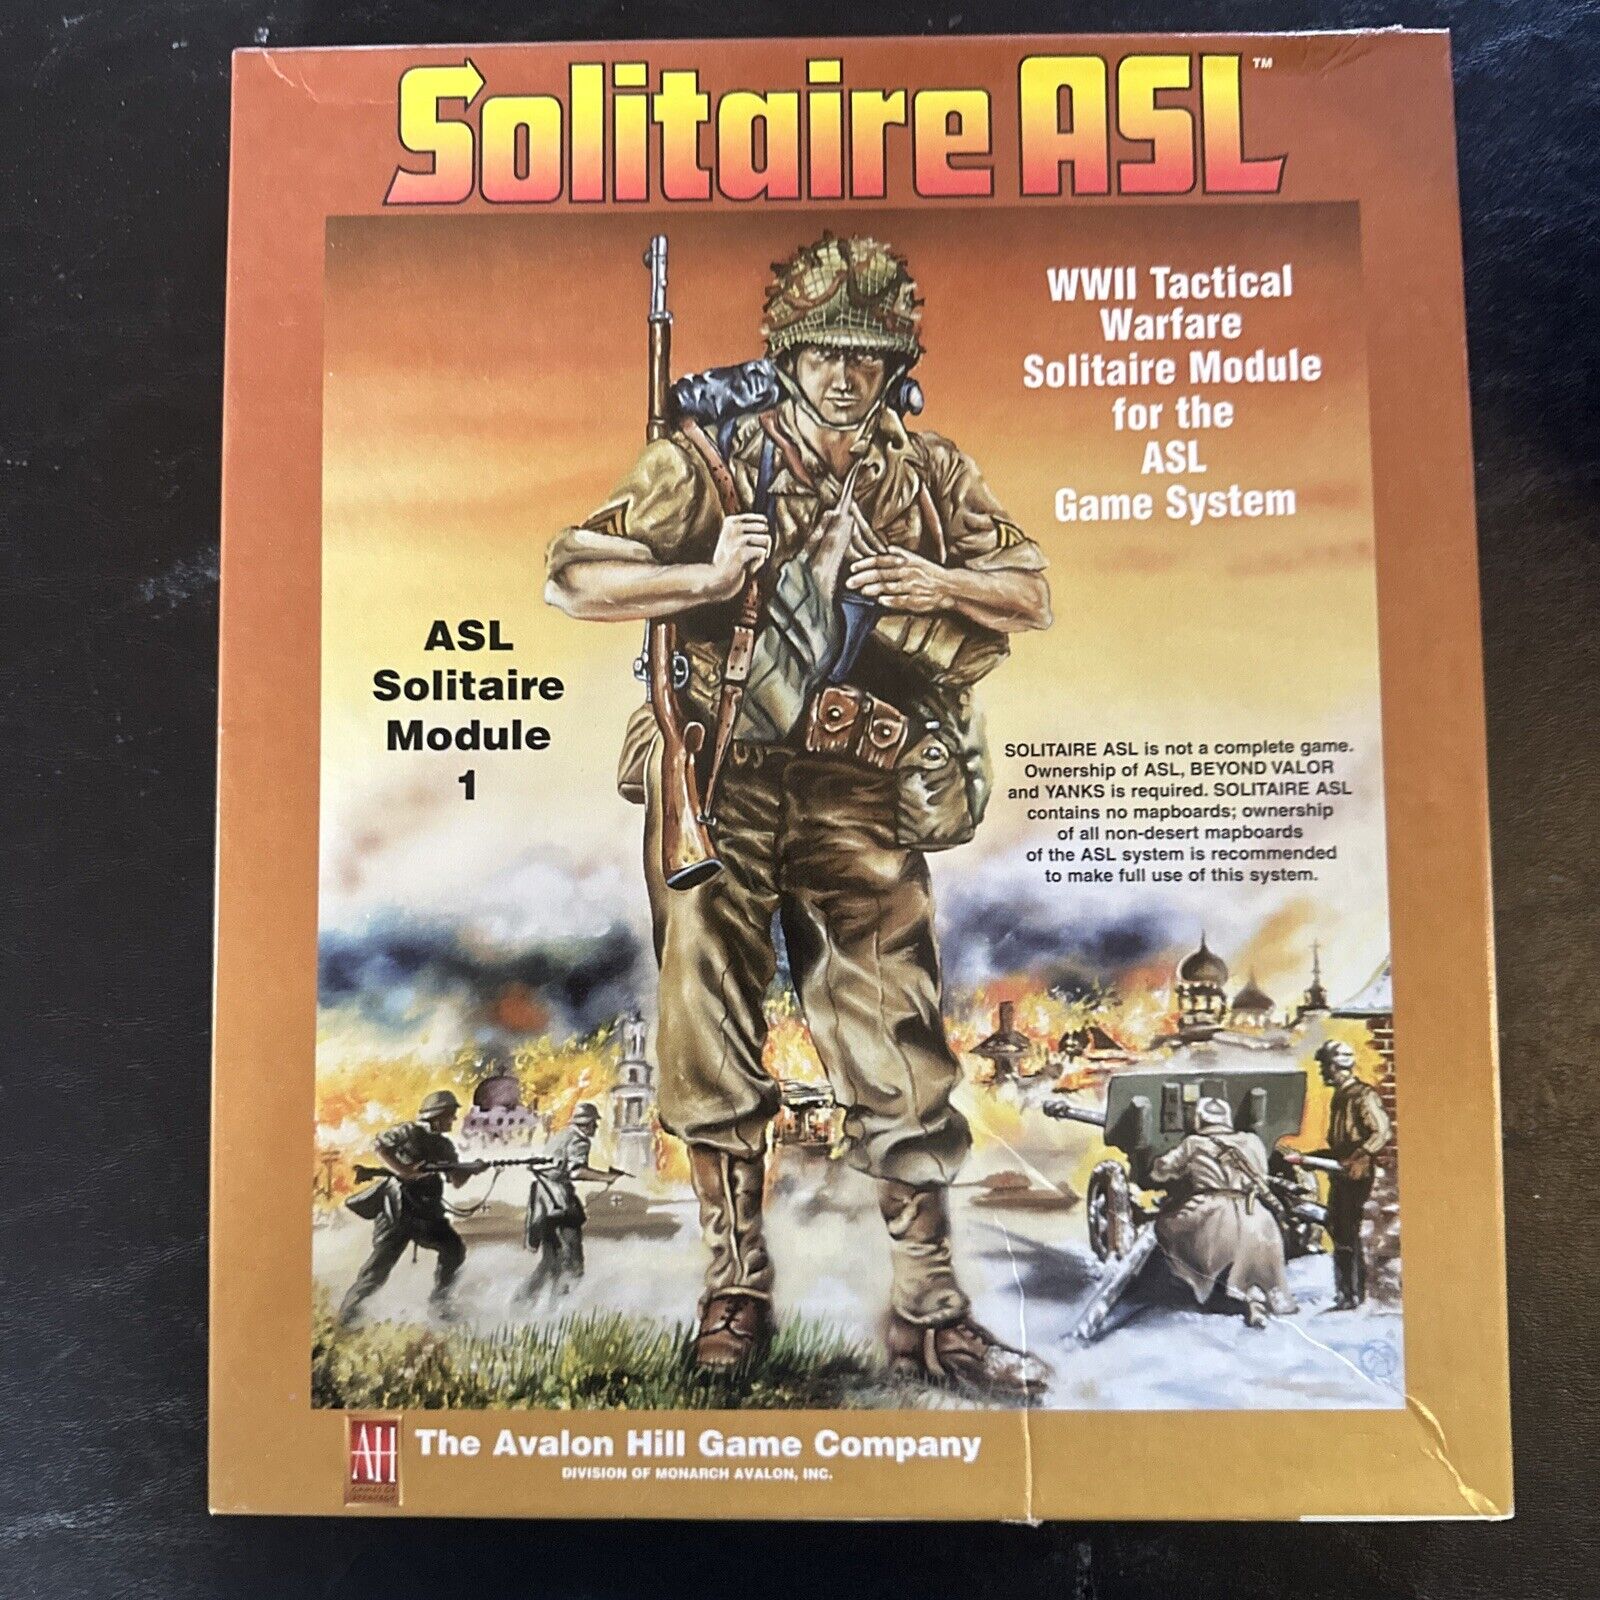 Solitaire ASL™
WWII Tactical
Warfare
Solitaire Module
for the
ASL
Game System
ASL
Solitaire
Module
1
SOLITAIRE ASL is not a complete game.
Ownership of ASL, BEYOND VALOR
and YANKS is required. SOLITAIRE ASL
contains no mapboards; ownership
of all non-desert mapboards
of the ASL system is recommended
to make full use of this system.
AH
GAMES OF
STRATEGY
The Avalon Hill Game Company
DIVISION OF MONARCH AVALON, INC.